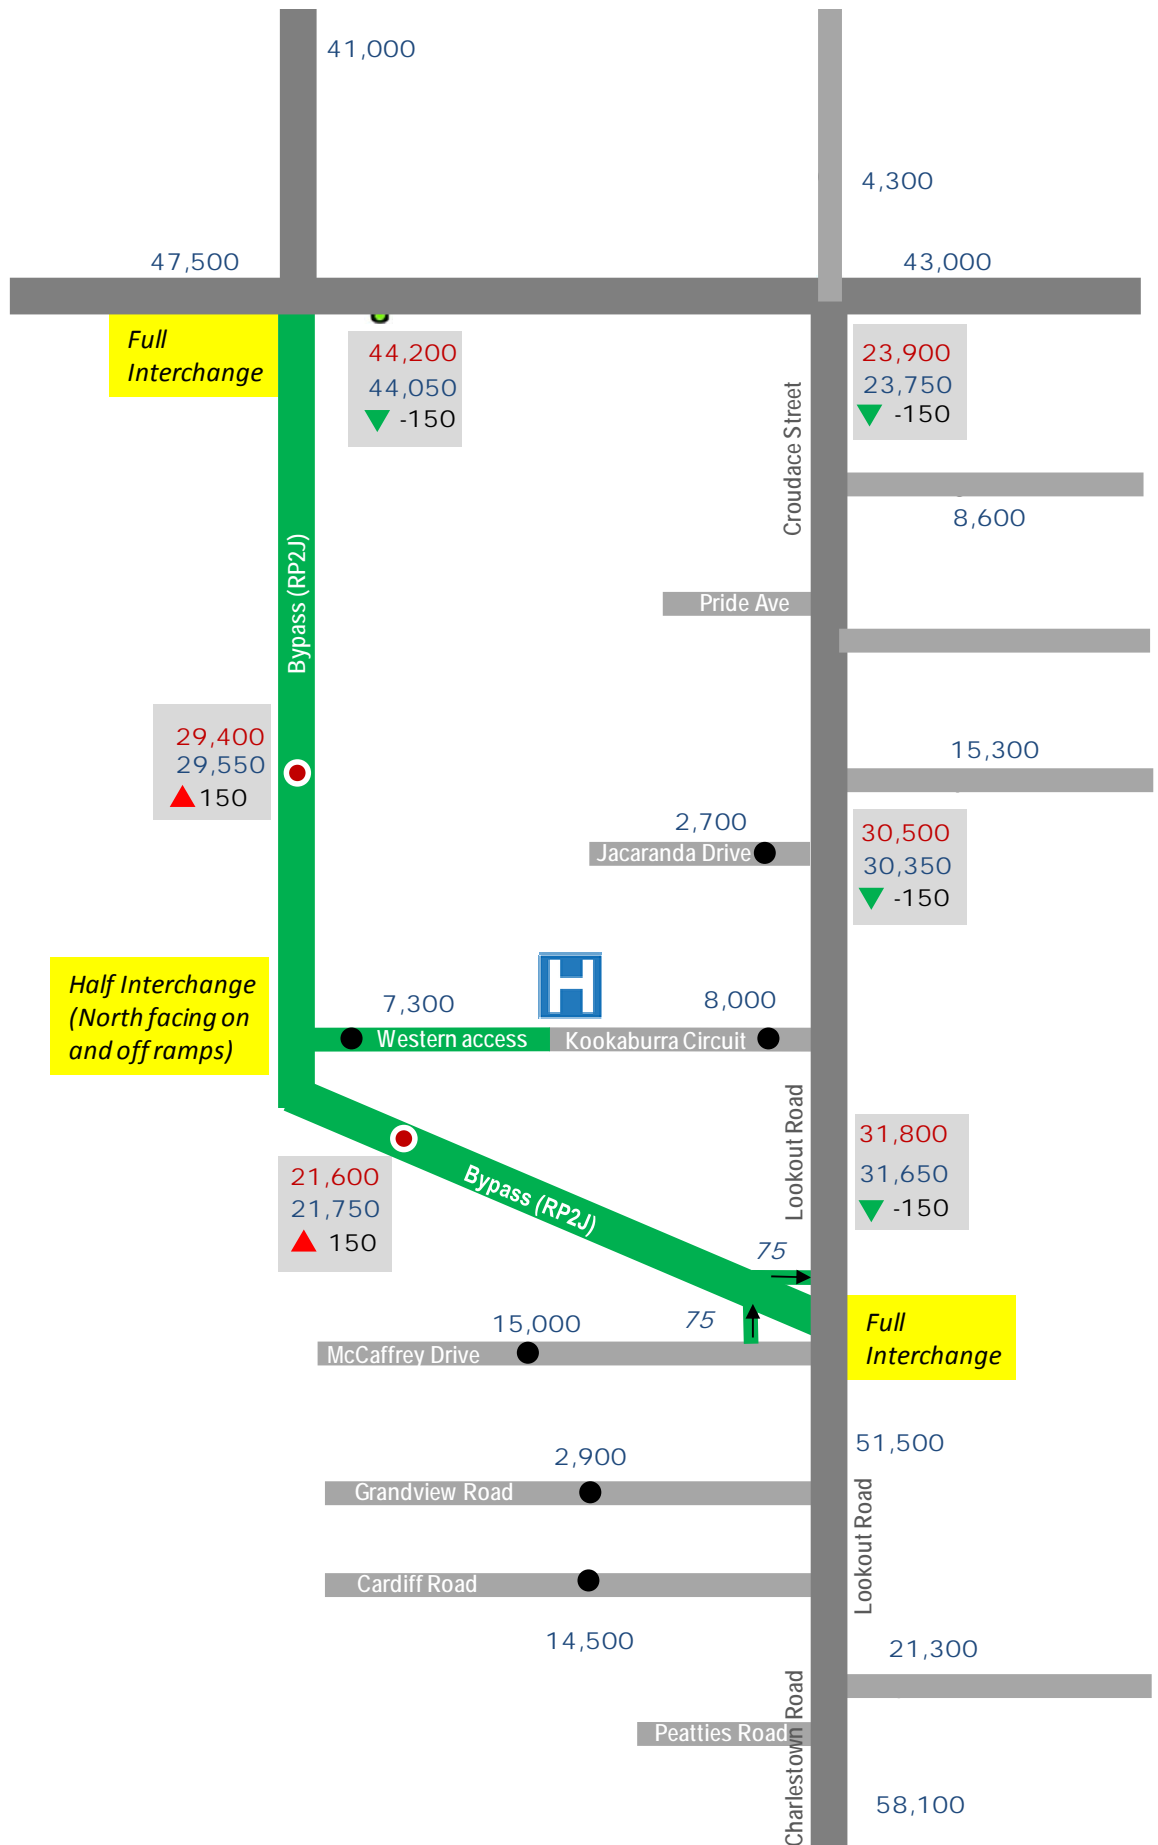 41,000
4,300
47,500
43,000
Full
Interchange
44,200
44,050
-150
23,900
23,750
-150
Croudace Street
8,600
Bypass (RP2J)
Pride Ave
29,400
29,550
150
15,300
2,700
Jacaranda Drive
30,500
30,350
-150
Half Interchange
(North facing on
and off ramps)
H
7,300
8,000
Western access
Kookaburra Circuit
Lookout Road
31,800
31,650
-150
21,600
21,750
150
Bypass (RP2J)
75
75
15,000
McCaffrey Drive
Full
Interchange
51,500
2,900
Grandview Road
Lookout Road
Cardiff Road
14,500
21,300
Peatties Road
Charlestown Road
58,100